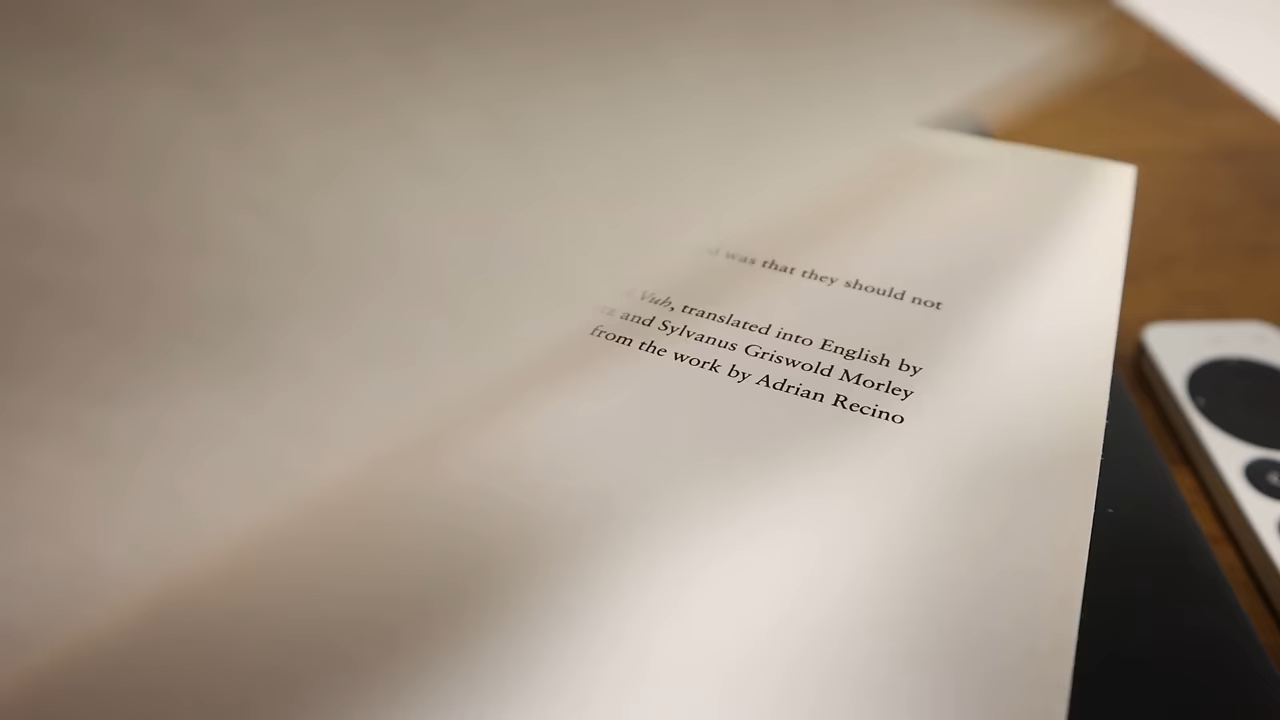 was that they should not
Vuh, translated into English by
and Sylvanus Griswold Morley
from the work by Adrian Recino